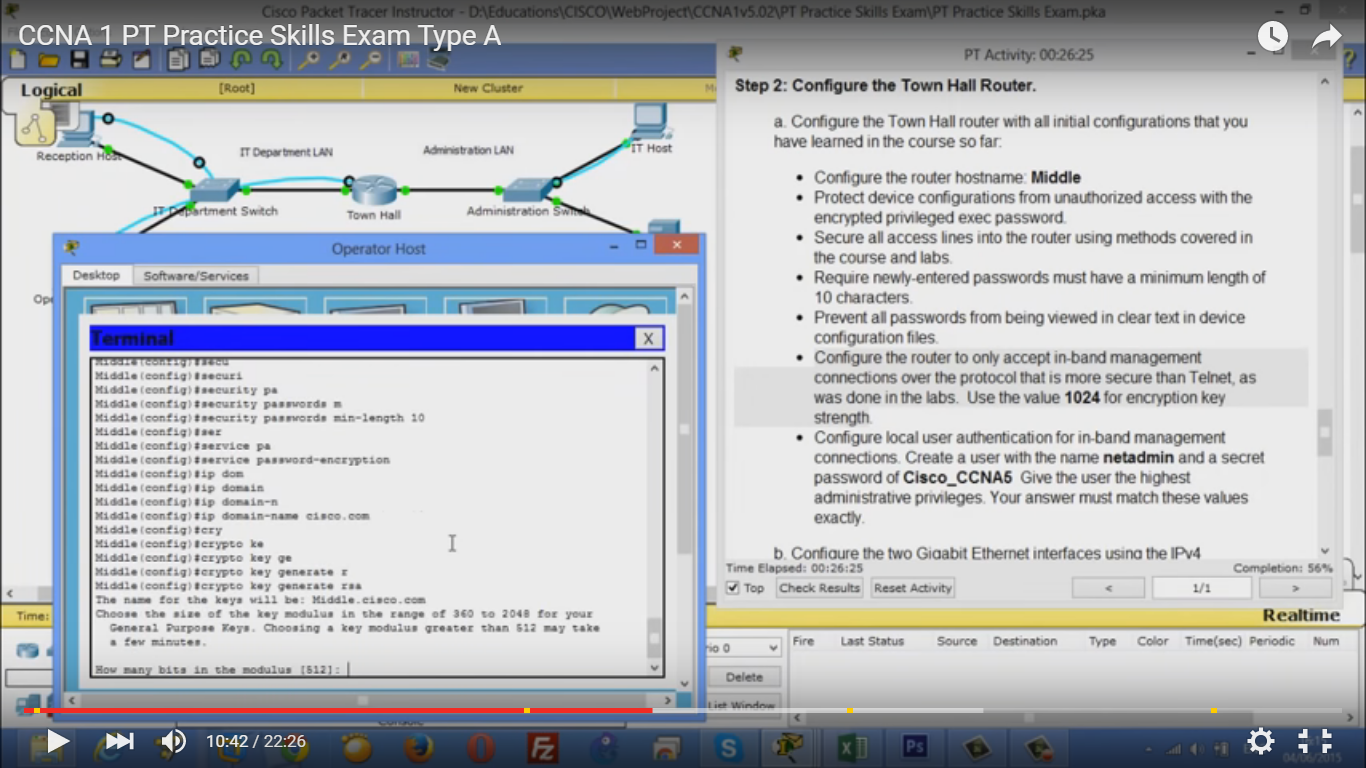 Cisco Packet Tracer Instructor - D:\Educations\CISCO\WebProject\CCNA1v5.02\PT Practice Skills Exam\PT Practice Skills Exam.pka
CCNA 1 PT Practice Skills Exam Type A
Logical
[Root]
New Cluster
Reception Host
IT Department LAN
Administration LAN
IT Host
IT Department Switch
Town Hall
Administration Switch
Operator Host
Desktop
Software/Services
Terminal
X
Middle(config)#secu
Middle(config)#securi
Middle(config)#security pa
Middle(config)#security passwords m
Middle(config)#security passwords min-length 10
Middle(config)#ser
Middle(config)#service pa
Middle(config)#service password-encryption
Middle(config)#ip dom
Middle(config)#ip domain
Middle(config)#ip domain-n
Middle(config)#ip domain-name cisco.com
Middle(config)#cry
Middle(config)#crypto ke
Middle(config)#crypto key ge
Middle(config)#crypto key generate r
Middle(config)#crypto key generate rsa
The name for the keys will be: Middle.cisco.com
Choose the size of the key modulus in the range of 360 to 2048 for your
General Purpose Keys. Choosing a key modulus greater than 512 may take
a few minutes.
How many bits in the modulus [512]:
PT Activity: 00:26:25
Step 2: Configure the Town Hall Router.
a. Configure the Town Hall router with all initial configurations that you
have learned in the course so far:
• Configure the router hostname: Middle
• Protect device configurations from unauthorized access with the
encrypted privileged exec password.
• Secure all access lines into the router using methods covered in
the course and labs.
• Require newly-entered passwords must have a minimum length of
10 characters.
• Prevent all passwords from being viewed in clear text in device
configuration files.
• Configure the router to only accept in-band management
connections over the protocol that is more secure than Telnet, as
was done in the labs. Use the value 1024 for encryption key
strength.
• Configure local user authentication for in-band management
connections. Create a user with the name netadmin and a secret
password of Cisco_CCNA5 Give the user the highest
administrative privileges. Your answer must match these values
exactly.
b. Configure the two Gigabit Ethernet interfaces using the IPv4
Time Elapsed: 00:26:25
Completion: 56%
Top
Check Results
Reset Activity
<
1/1
>
Time:
Realtime
rio 0
Delete
List Window
Fire
Last Status
Source
Destination
Type
Color
Time(sec)
Periodic
Num
10:42 / 22:26
04/06/2015